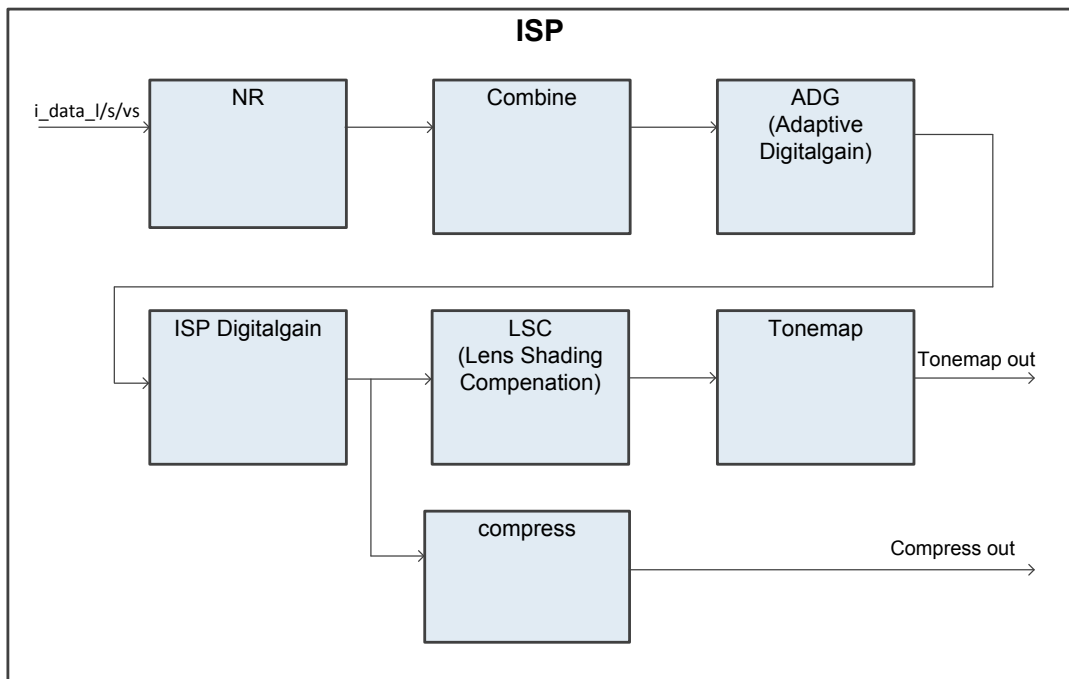 ISP
i_data_l/s/vs
NR
Combine
ADG
(Adaptive
Digitalgain)
ISP Digitalgain
LSC
(Lens Shading
Compenation)
Tonemap
Tonemap out
compress
Compress out